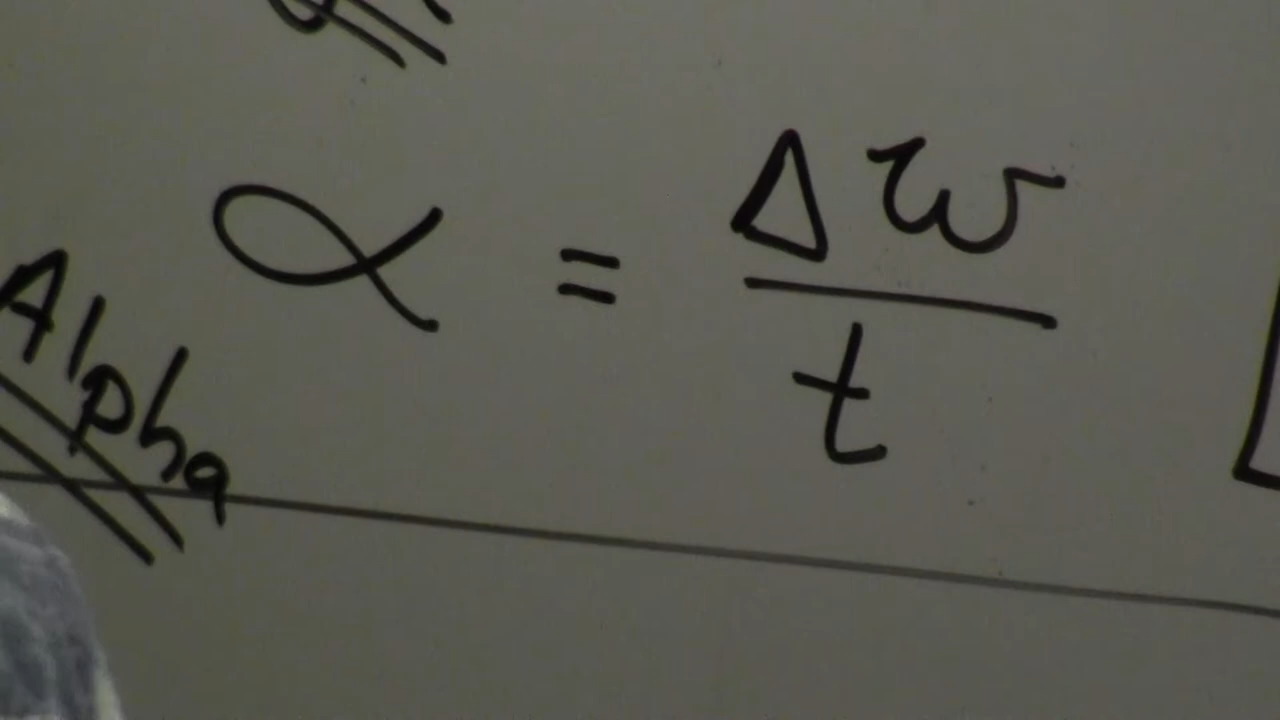 α = Δω / t
Alpha